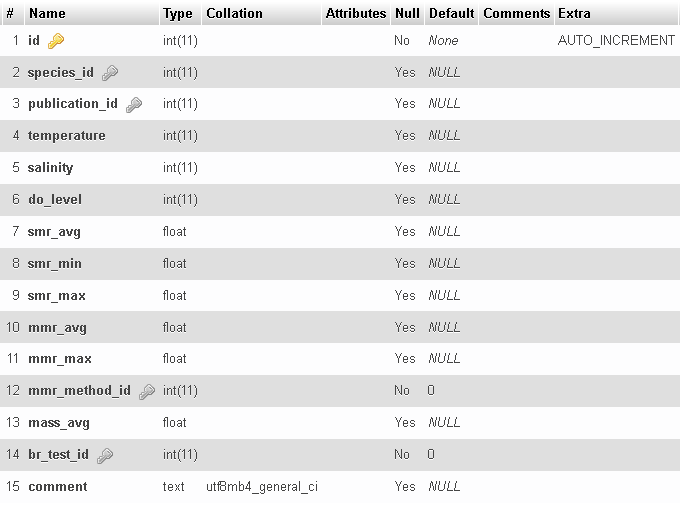 # Name Type Collation Attributes Null Default Comments Extra
1 id int(11) No None AUTO_INCREMENT
2 species_id int(11) Yes NULL
3 publication_id int(11) Yes NULL
4 temperature int(11) Yes NULL
5 salinity int(11) Yes NULL
6 do_level int(11) Yes NULL
7 smr_avg float Yes NULL
8 smr_min float Yes NULL
9 smr_max float Yes NULL
10 mmr_avg float Yes NULL
11 mmr_max float Yes NULL
12 mmr_method_id int(11) No 0
13 mass_avg float Yes NULL
14 br_test_id int(11) No 0
15 comment text utf8mb4_general_ci Yes NULL